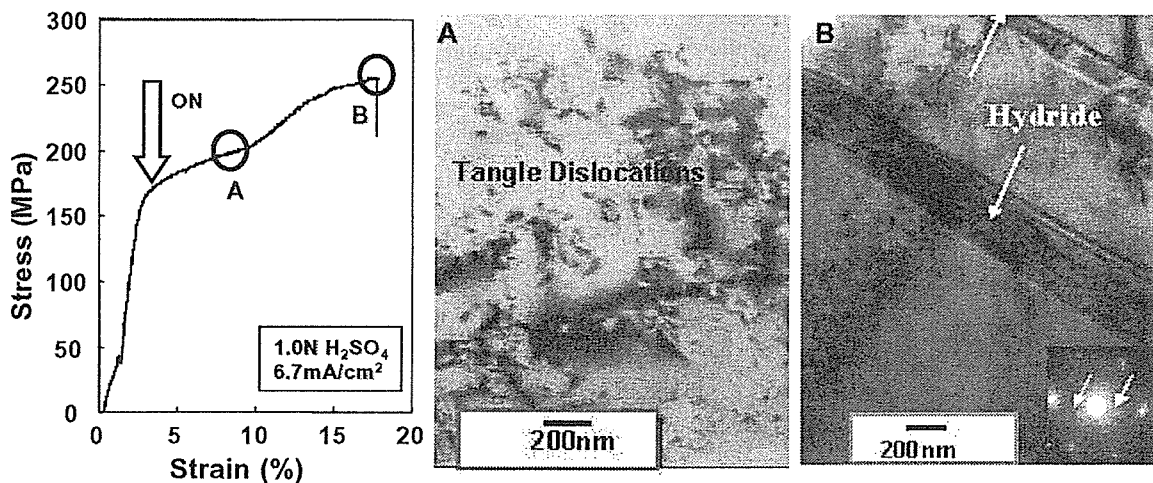 300
250
200
150
100
50
0
Stress (MPa)
ON
A
B
1.0N H₂SO₄
6.7mA/cm²
0
5
10
15
20
Strain (%)
A
Tangle Dislocations
200nm
B
Hydride
200nm